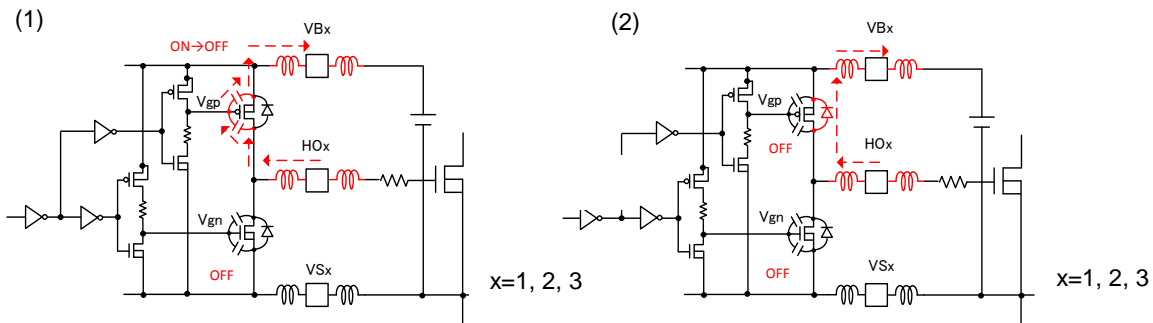 (1)
ON→OFF
VBx
Vgp
HOx
Vgn
OFF
VSx
x=1, 2, 3
(2)
VBx
Vgp
OFF
HOx
Vgn
OFF
VSx
x=1, 2, 3